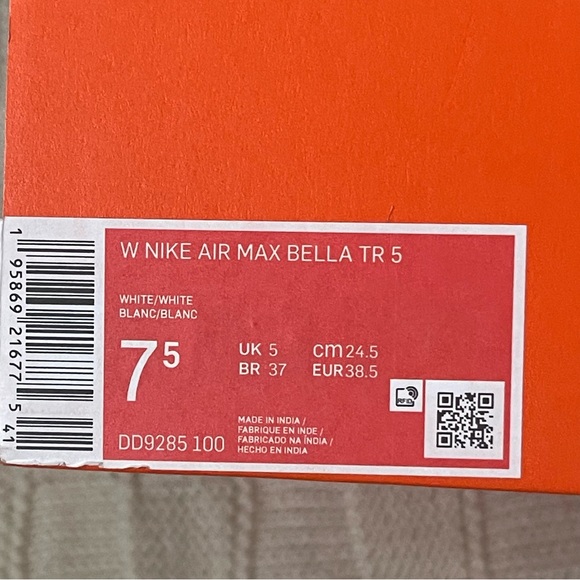 W NIKE AIR MAX BELLA TR 5
WHITE/WHITE
BLANC/BLANC
7⁵
UK 5 cm 24.5
BR 37 EUR 38.5
MADE IN INDIA /
FABRIQUE EN INDE /
FABRICADO NA ÍNDIA /
HECHO EN INDIA
DD9285 100
RFID
1 95869 21677 5 41